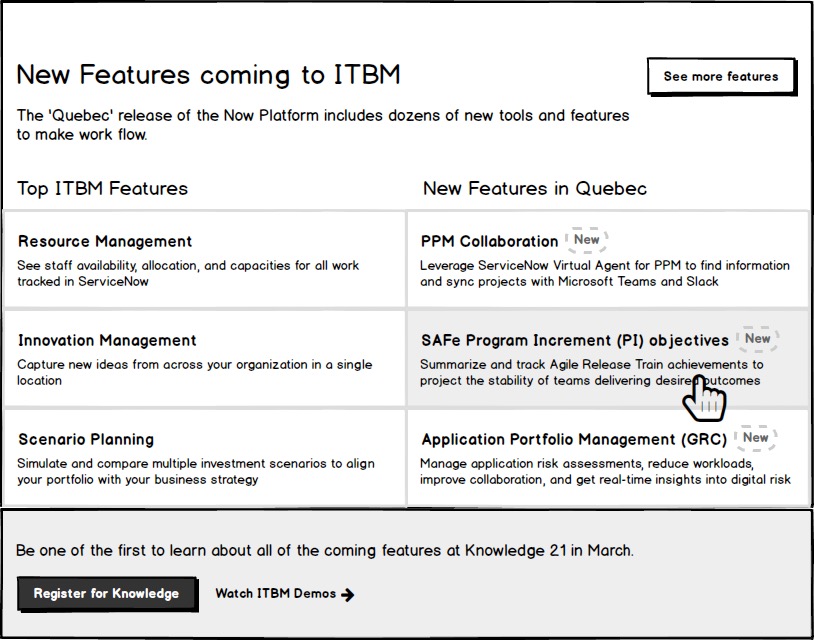 New Features coming to ITBM
See more features
The 'Quebec' release of the Now Platform includes dozens of new tools and features
to make work flow.
Top ITBM Features
New Features in Quebec
Resource Management
See staff availability, allocation, and capacities for all work
tracked in ServiceNow
PPM Collaboration New
Leverage ServiceNow Virtual Agent for PPM to find information
and sync projects with Microsoft Teams and Slack
Innovation Management
Capture new ideas from across your organization in a single
location
SAFe Program Increment (PI) objectives New
Summarize and track Agile Release Train achievements to
project the stability of teams delivering desired outcomes
Scenario Planning
Simulate and compare multiple investment scenarios to align
your portfolio with your business strategy
Application Portfolio Management (GRC) New
Manage application risk assessments, reduce workloads,
improve collaboration, and get real-time insights into digital risk
Be one of the first to learn about all of the coming features at Knowledge 21 in March.
Register for Knowledge
Watch ITBM Demos